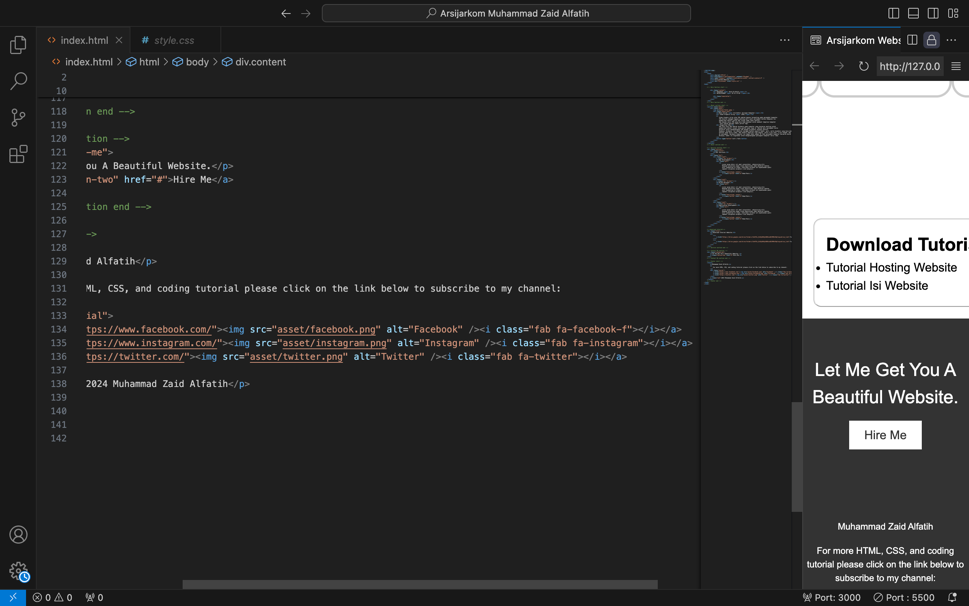 Arsijarkom Muhammad Zaid Alfatih
index.html
style.css
index.html > html > body > div.content
2
10
117
118 n end -->
119
120 tion -->
121 -me">
122 ou A Beautiful Website.</p>
123 n-two" href="#">Hire Me</a>
124
125 tion end -->
126
127 ->
128
129 d Alfatih</p>
130
131 ML, CSS, and coding tutorial please click on the link below to subscribe to my channel:
132
133 ial">
134 tps://www.facebook.com/"><img src="asset/facebook.png" alt="Facebook" /><i class="fab fa-facebook-f"></i></a>
135 tps://www.instagram.com/"><img src="asset/instagram.png" alt="Instagram" /><i class="fab fa-instagram"></i></a>
136 tps://twitter.com/"><img src="asset/twitter.png" alt="Twitter" /><i class="fab fa-twitter"></i></a>
137
138 2024 Muhammad Zaid Alfatih</p>
139
140
141
142
Arsijarkom Webs
http://127.0.0
Download Tutori
• Tutorial Hosting Website
• Tutorial Isi Website
Let Me Get You A
Beautiful Website.
Hire Me
Muhammad Zaid Alfatih
For more HTML, CSS, and coding
tutorial please click on the link below to
subscribe to my channel:
0 0 0
Port: 3000
Port : 5500